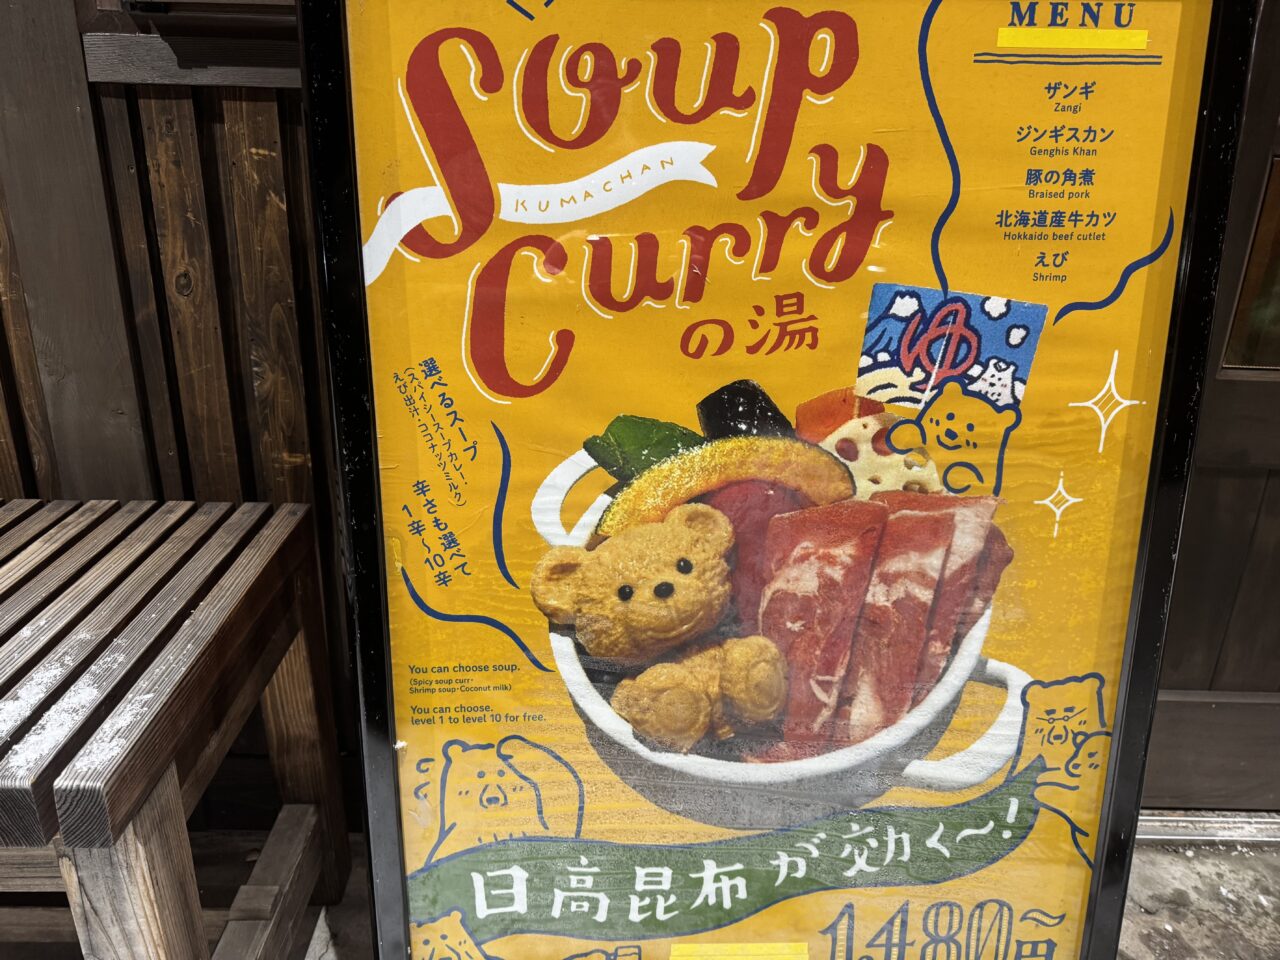 Soup
KUMACHAN
Curry
の湯
MENU
ザンギ
Zangi
ジンギスカン
Genghis Khan
豚の角煮
Braised pork
北海道産牛カツ
Hokkaido beef cutlet
えび
Shrimp
ゆ
選べるスープ
(スパイシースープカレー・
えび出汁・ココナッツミルク)
辛さも選べて
1辛〜10辛
You can choose soup.
(Spicy soup curr・
Shrimp soup・Coconut milk)
You can choose.
level 1 to level 10 for free.
日高昆布が効く〜!
1,480円〜